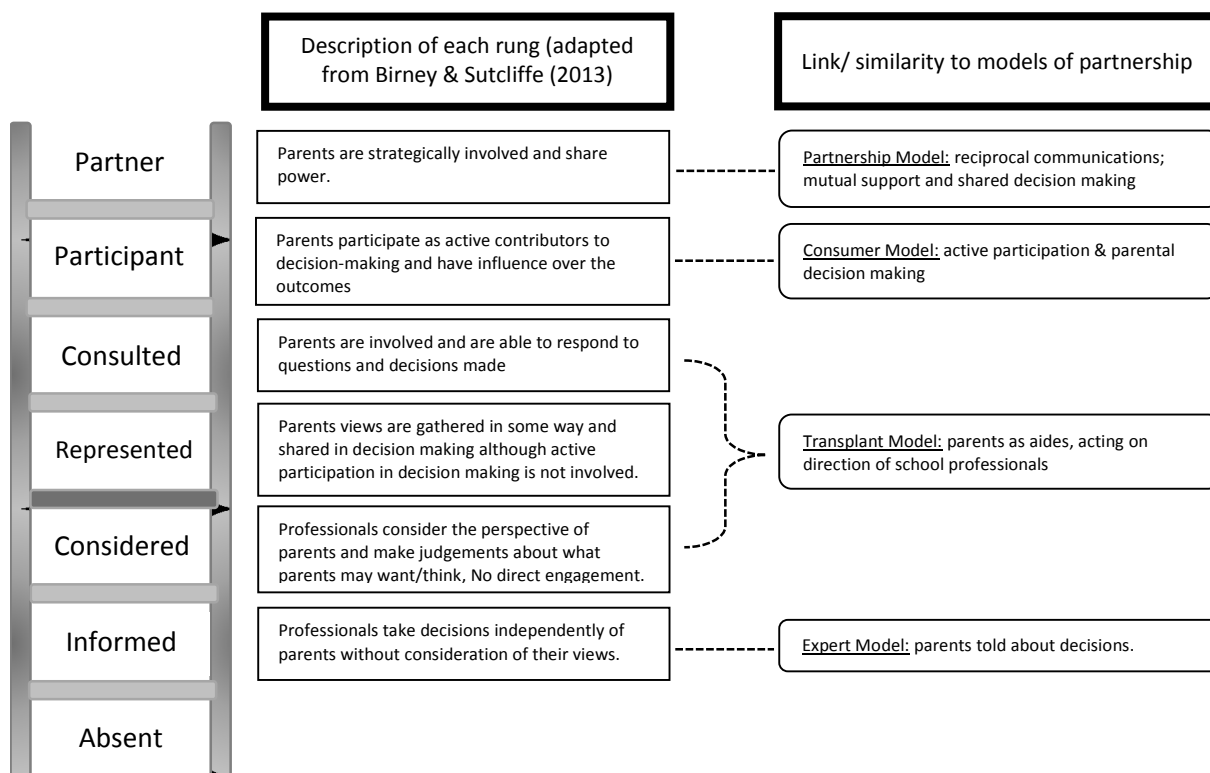 Description of each rung (adapted
from Birney & Sutcliffe (2013)
Link/ similarity to models of partnership
Partner
Parents are strategically involved and share
power.
Partnership Model: reciprocal communications;
mutual support and shared decision making
Participant
Parents participate as active contributors to
decision-making and have influence over the
outcomes
Consumer Model: active participation & parental
decision making
Consulted
Parents are involved and are able to respond to
questions and decisions made
Represented
Parents views are gathered in some way and
shared in decision making although active
participation in decision making is not involved.
Transplant Model: parents as aides, acting on
direction of school professionals
Considered
Professionals consider the perspective of
parents and make judgements about what
parents may want/think, No direct engagement.
Informed
Professionals take decisions independently of
parents without consideration of their views.
Expert Model: parents told about decisions.
Absent